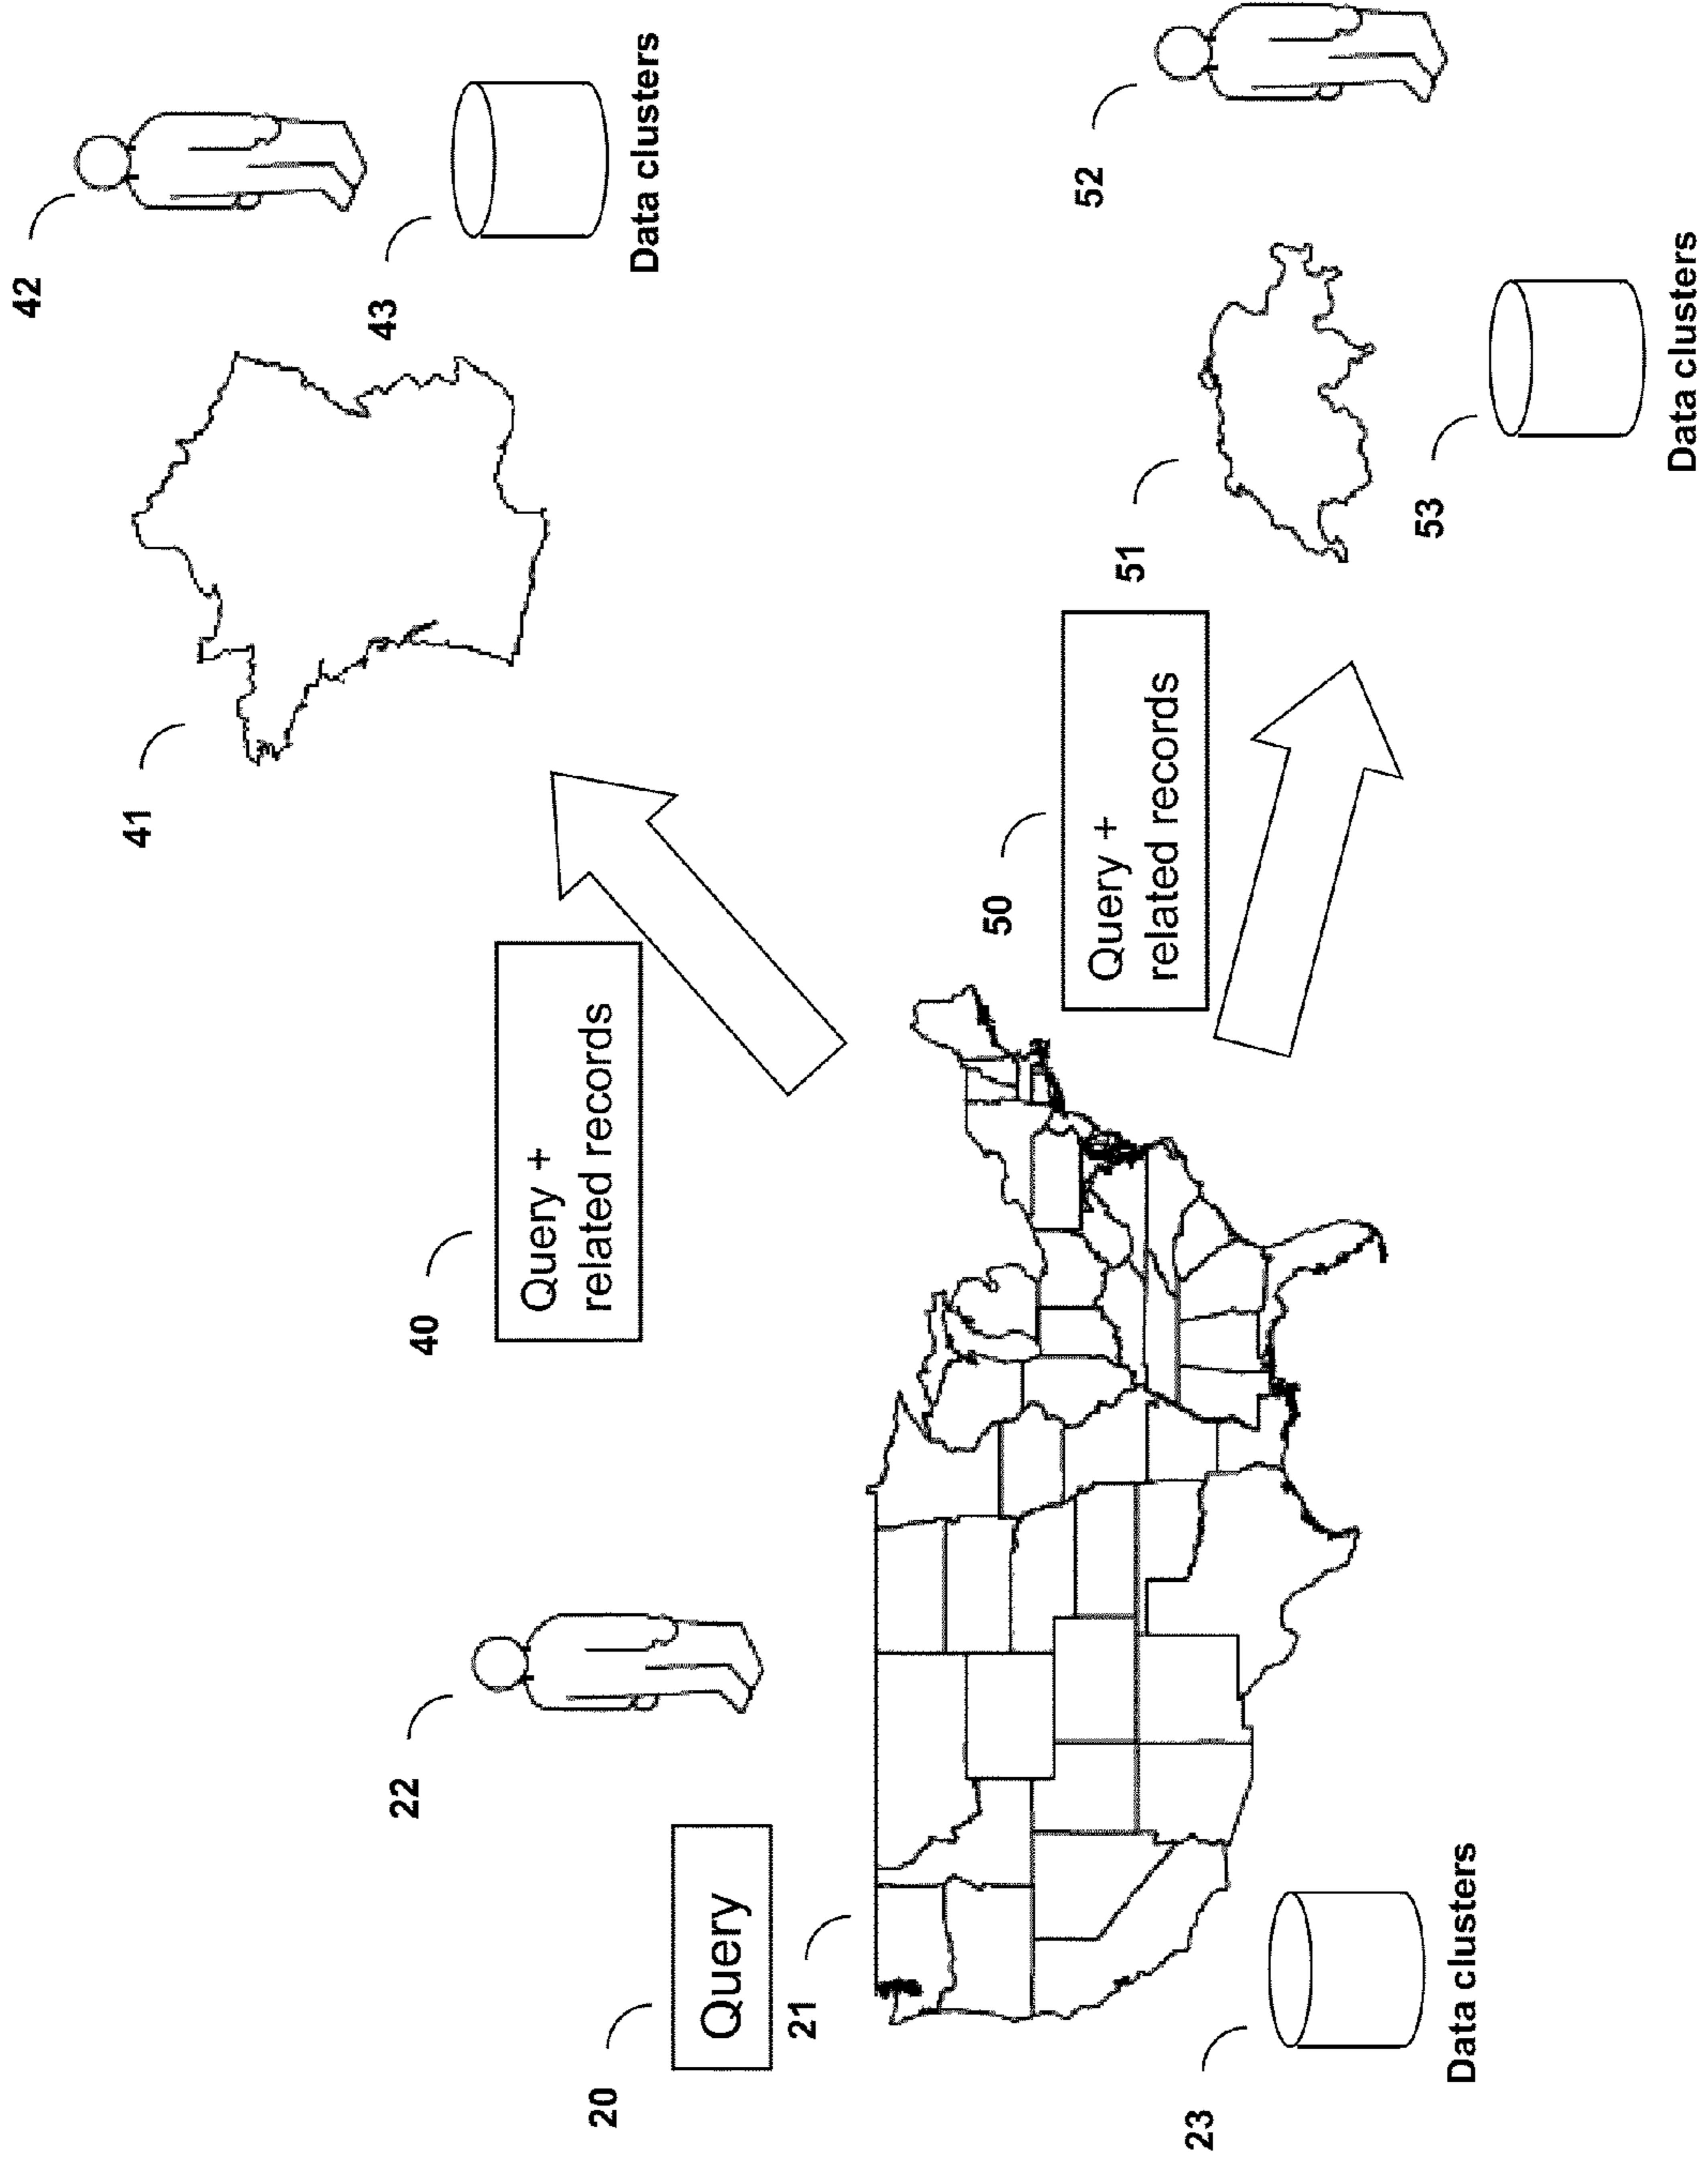 42
43
Data clusters
41
40
Query +
related records
22
20
Query
21
23
Data clusters
50
Query +
related records
51
52
53
Data clusters